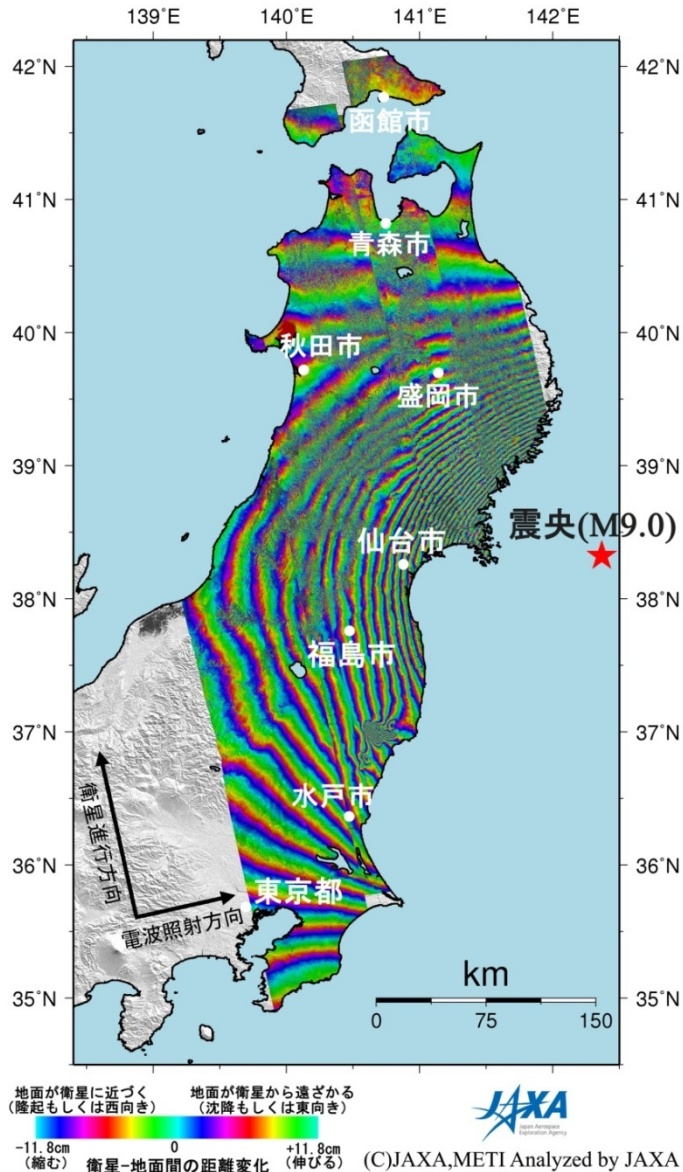 139°E
140°E
141°E
142°E
42°N
42°N
函館市
41°N
41°N
青森市
40°N
40°N
秋田市
盛岡市
39°N
39°N
震央(M9.0)
仙台市
38°N
38°N
福島市
37°N
37°N
水戸市
衛星進行方向
36°N
36°N
東京都
電波照射方向
km
35°N
35°N
0 75 150
地面が衛星に近づく 地面が衛星から遠ざかる
(隆起もしくは西向き) (沈降もしくは東向き)
-11.8cm 0 +11.8cm
(縮む) 衛星-地面間の距離変化 (伸びる)
JAXA
Japan Aerospace
Exploration Agency
(C)JAXA,METI Analyzed by JAXA